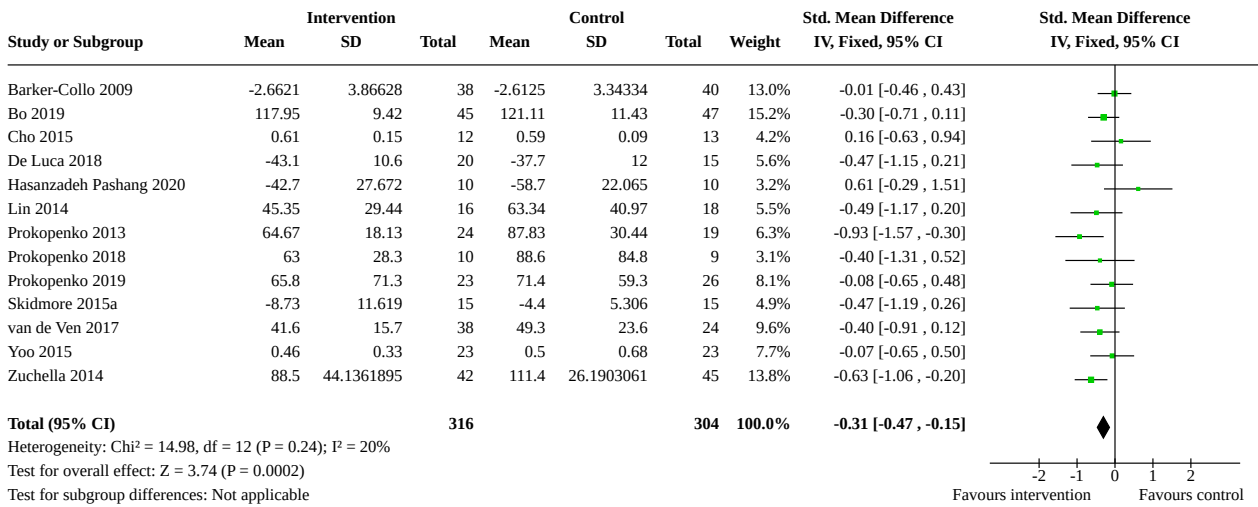 Intervention Control Std. Mean Difference Std. Mean Difference
Study or Subgroup Mean SD Total Mean SD Total Weight IV, Fixed, 95% CI IV, Fixed, 95% CI
Barker-Collo 2009 -2.6621 3.86628 38 -2.6125 3.34334 40 13.0% -0.01 [-0.46 , 0.43]
Bo 2019 117.95 9.42 45 121.11 11.43 47 15.2% -0.30 [-0.71 , 0.11]
Cho 2015 0.61 0.15 12 0.59 0.09 13 4.2% 0.16 [-0.63 , 0.94]
De Luca 2018 -43.1 10.6 20 -37.7 12 15 5.6% -0.47 [-1.15 , 0.21]
Hasanzadeh Pashang 2020 -42.7 27.672 10 -58.7 22.065 10 3.2% 0.61 [-0.29 , 1.51]
Lin 2014 45.35 29.44 16 63.34 40.97 18 5.5% -0.49 [-1.17 , 0.20]
Prokopenko 2013 64.67 18.13 24 87.83 30.44 19 6.3% -0.93 [-1.57 , -0.30]
Prokopenko 2018 63 28.3 10 88.6 84.8 9 3.1% -0.40 [-1.31 , 0.52]
Prokopenko 2019 65.8 71.3 23 71.4 59.3 26 8.1% -0.08 [-0.65 , 0.48]
Skidmore 2015a -8.73 11.619 15 -4.4 5.306 15 4.9% -0.47 [-1.19 , 0.26]
van de Ven 2017 41.6 15.7 38 49.3 23.6 24 9.6% -0.40 [-0.91 , 0.12]
Yoo 2015 0.46 0.33 23 0.5 0.68 23 7.7% -0.07 [-0.65 , 0.50]
Zuchella 2014 88.5 44.1361895 42 111.4 26.1903061 45 13.8% -0.63 [-1.06 , -0.20]
Total (95% CI) 316 304 100.0% -0.31 [-0.47 , -0.15]
Heterogeneity: Chi² = 14.98, df = 12 (P = 0.24); I² = 20%
Test for overall effect: Z = 3.74 (P = 0.0002)
Test for subgroup differences: Not applicable
-2 -1 0 1 2
Favours intervention Favours control